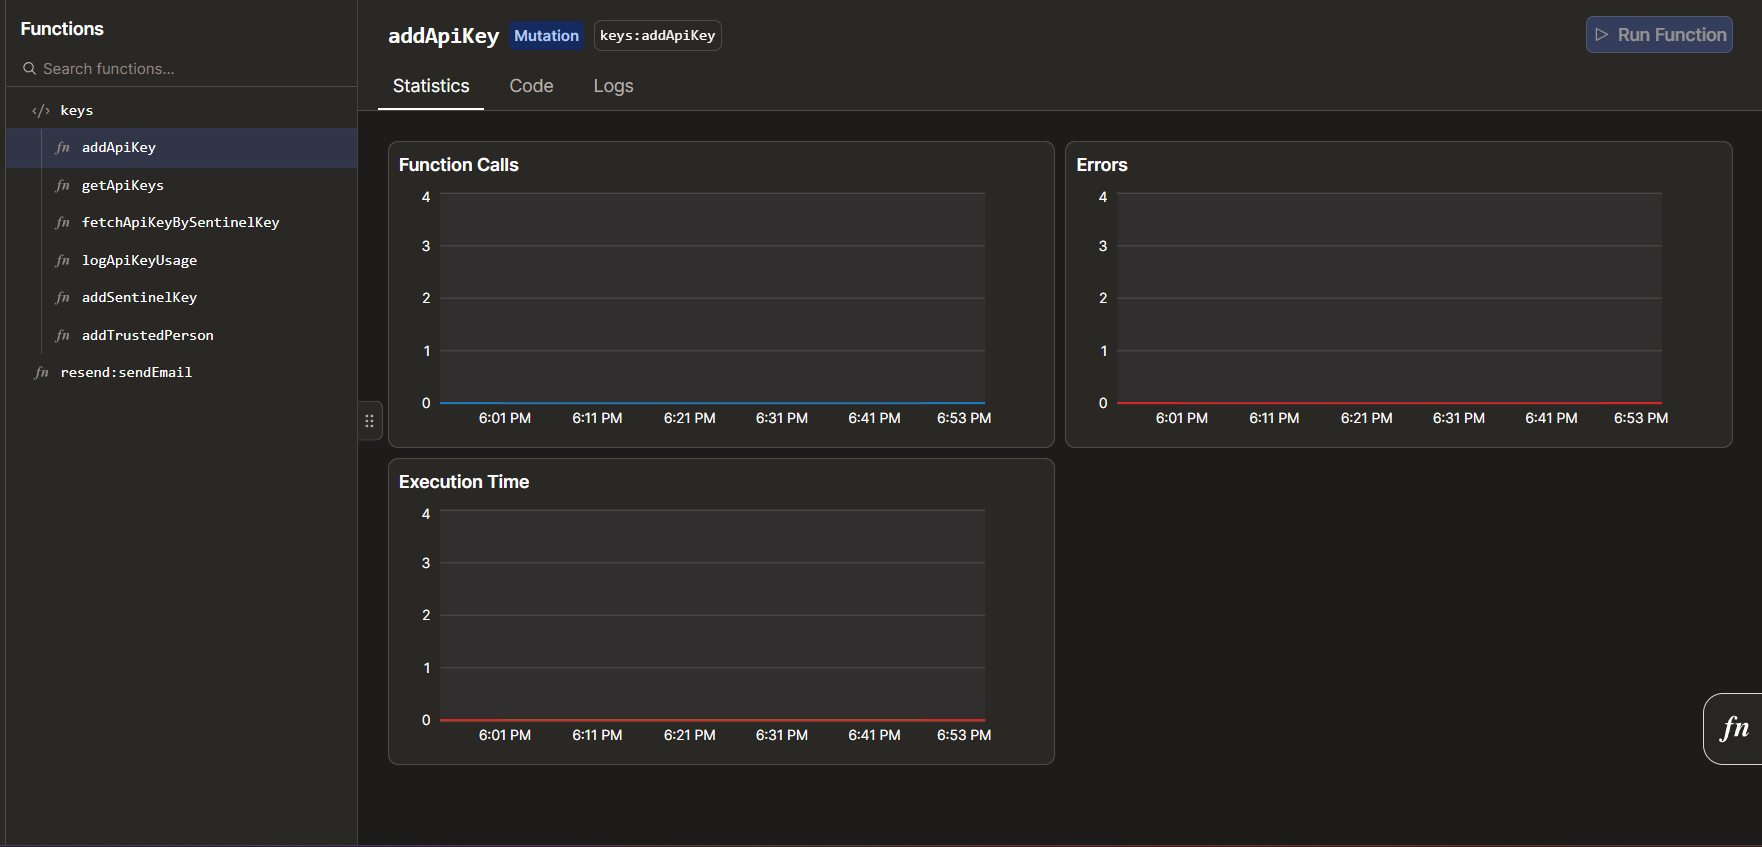 Functions
Search functions...
</> keys
fn addApiKey
fn getApiKeys
fn fetchApiKeyBySentinelKey
fn logApiKeyUsage
fn addSentinelKey
fn addTrustedPerson
fn resend:sendEmail
addApiKey Mutation keys:addApiKey
Run Function
Statistics Code Logs
Function Calls
4
3
2
1
0
6:01 PM 6:11 PM 6:21 PM 6:31 PM 6:41 PM 6:53 PM
Errors
4
3
2
1
0
6:01 PM 6:11 PM 6:21 PM 6:31 PM 6:41 PM 6:53 PM
Execution Time
4
3
2
1
0
6:01 PM 6:11 PM 6:21 PM 6:31 PM 6:41 PM 6:53 PM
fn